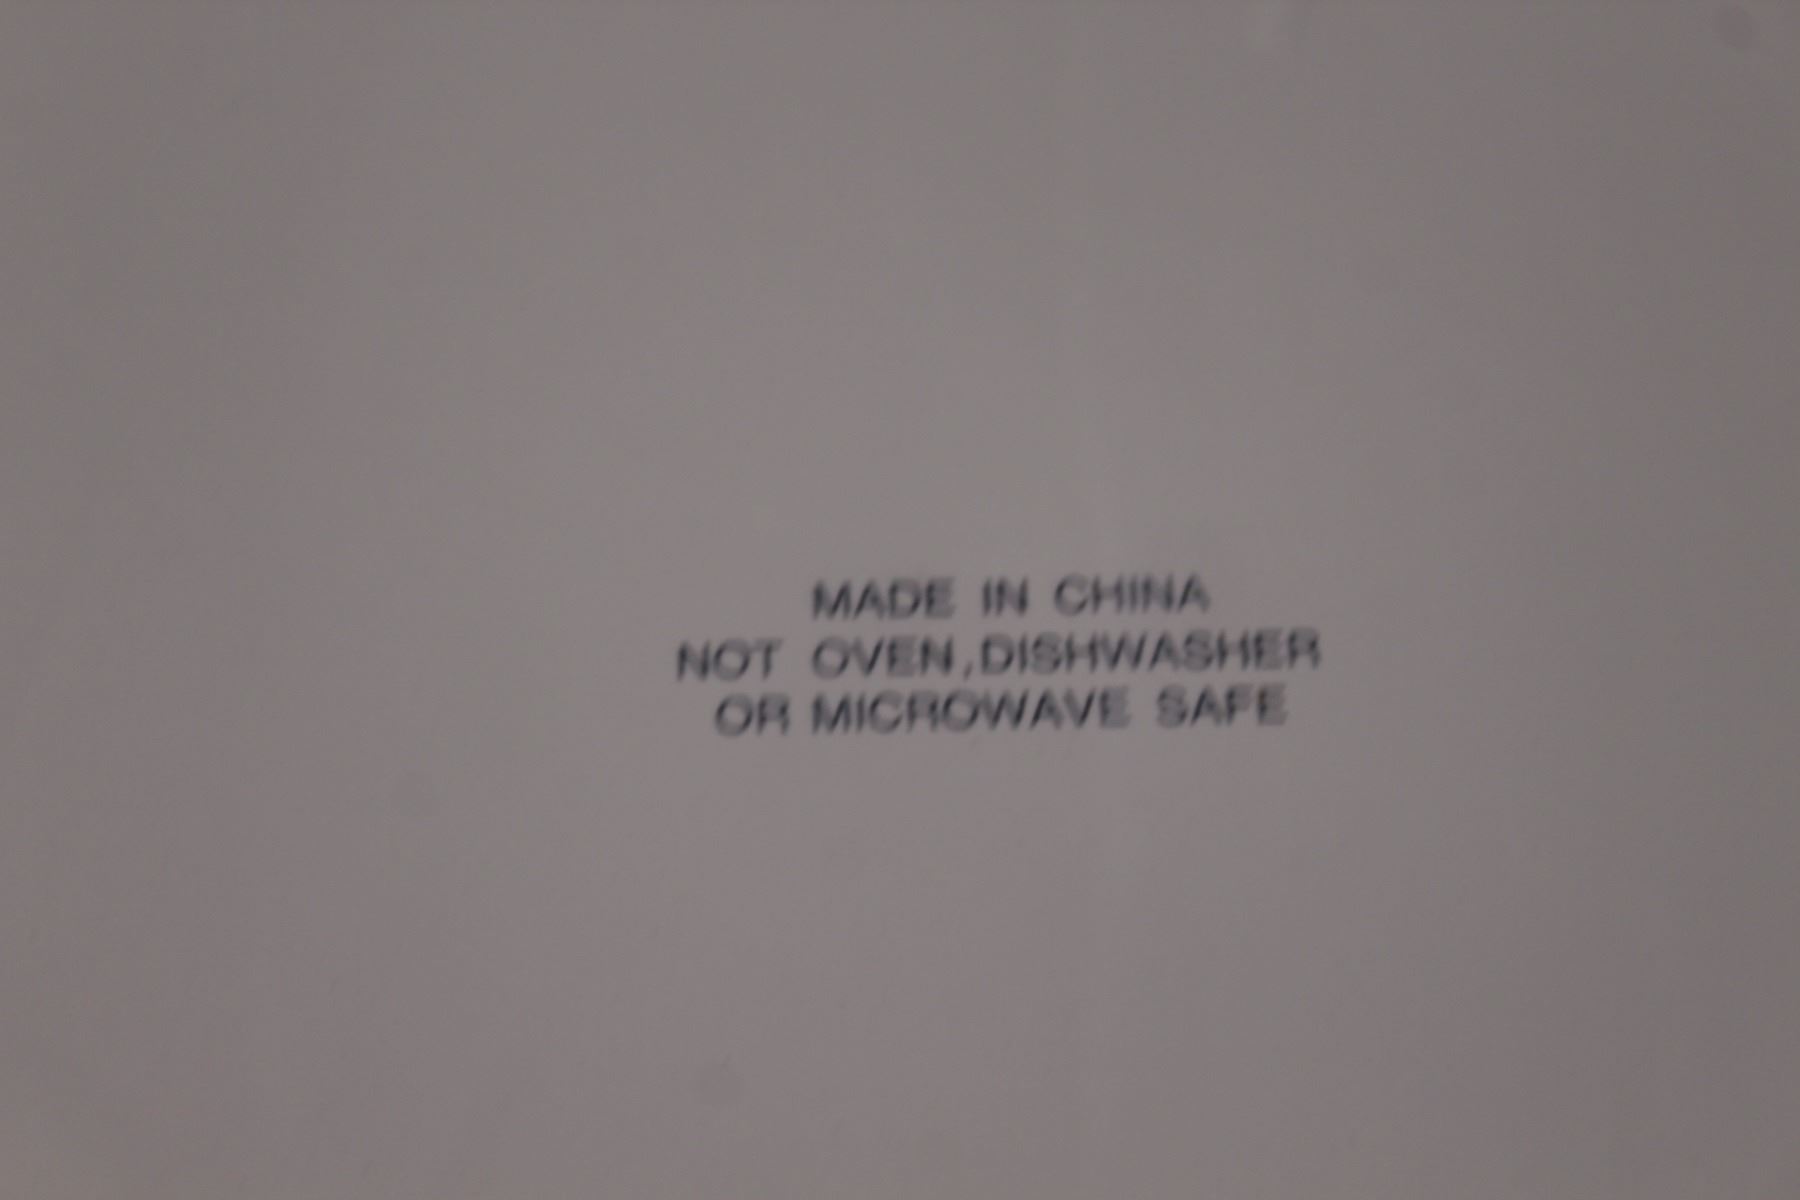 MADE IN CHINA
NOT OVEN,DISHWASHER
OR MICROWAVE SAFE